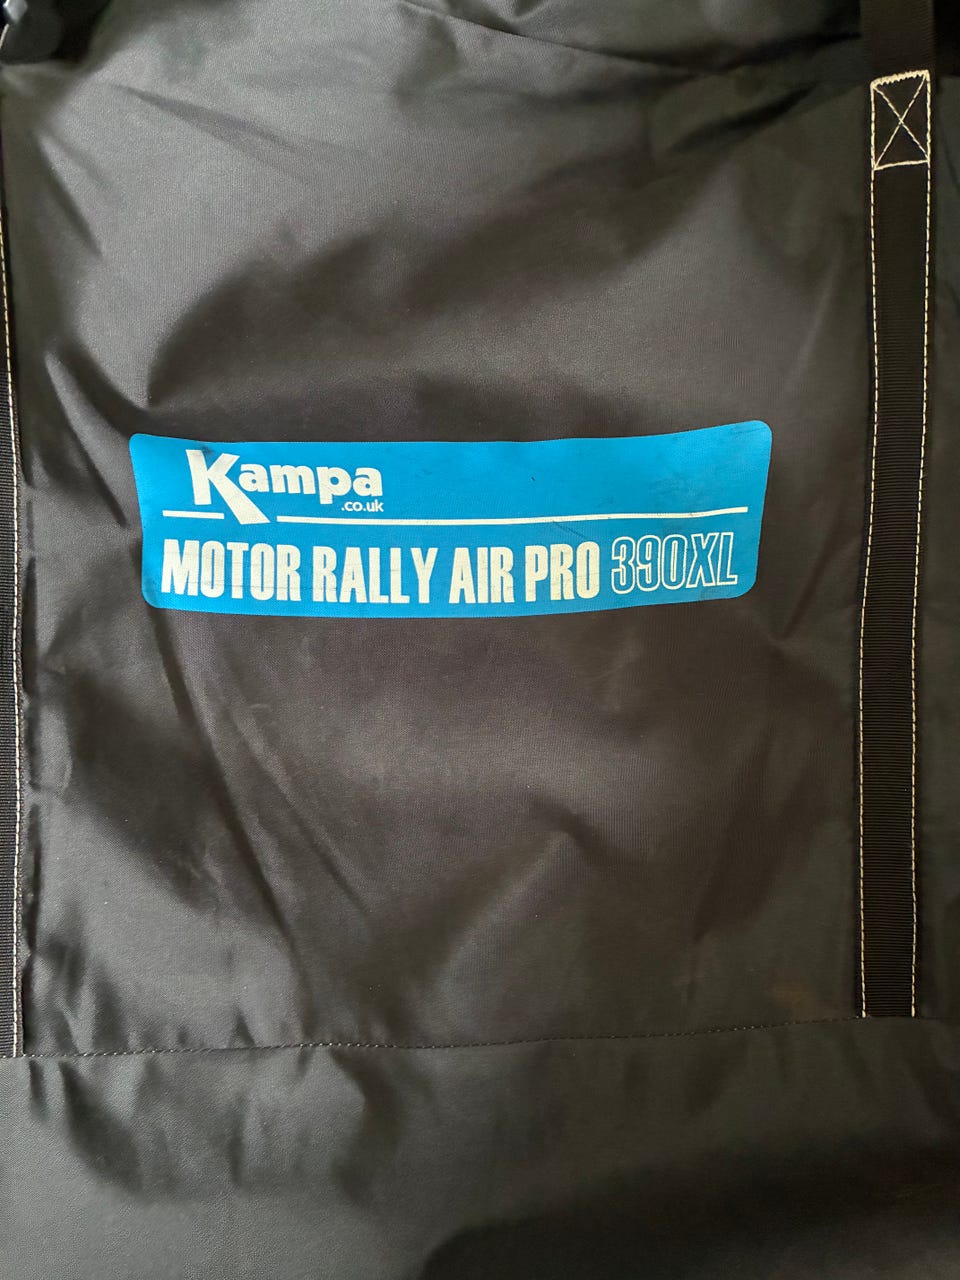 Kampa
.co.uk
MOTOR RALLY AIR PRO 390XL